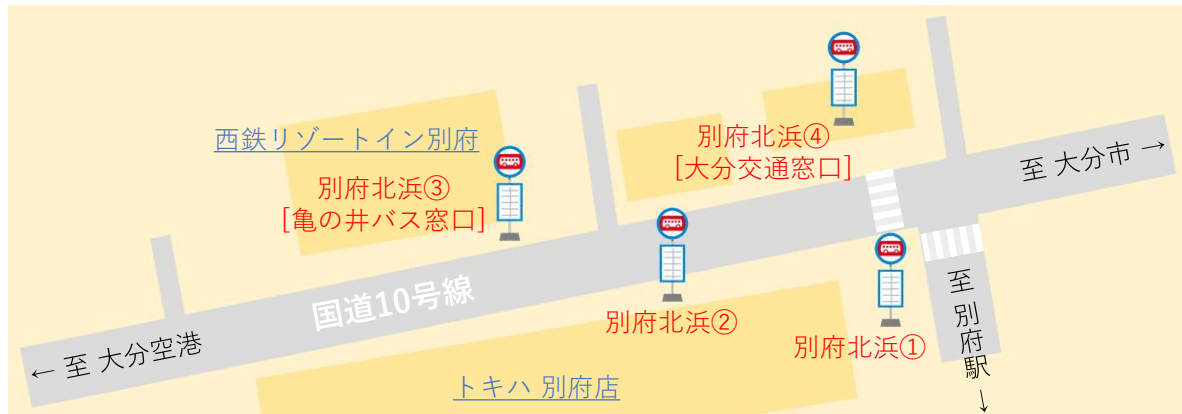 西鉄リゾートイン別府
別府北浜③
[亀の井バス窓口]
別府北浜④
[大分交通窓口]
至 大分市 →
国道10号線
別府北浜②
別府北浜①
至 別府駅 →
← 至 大分空港
トキハ 別府店